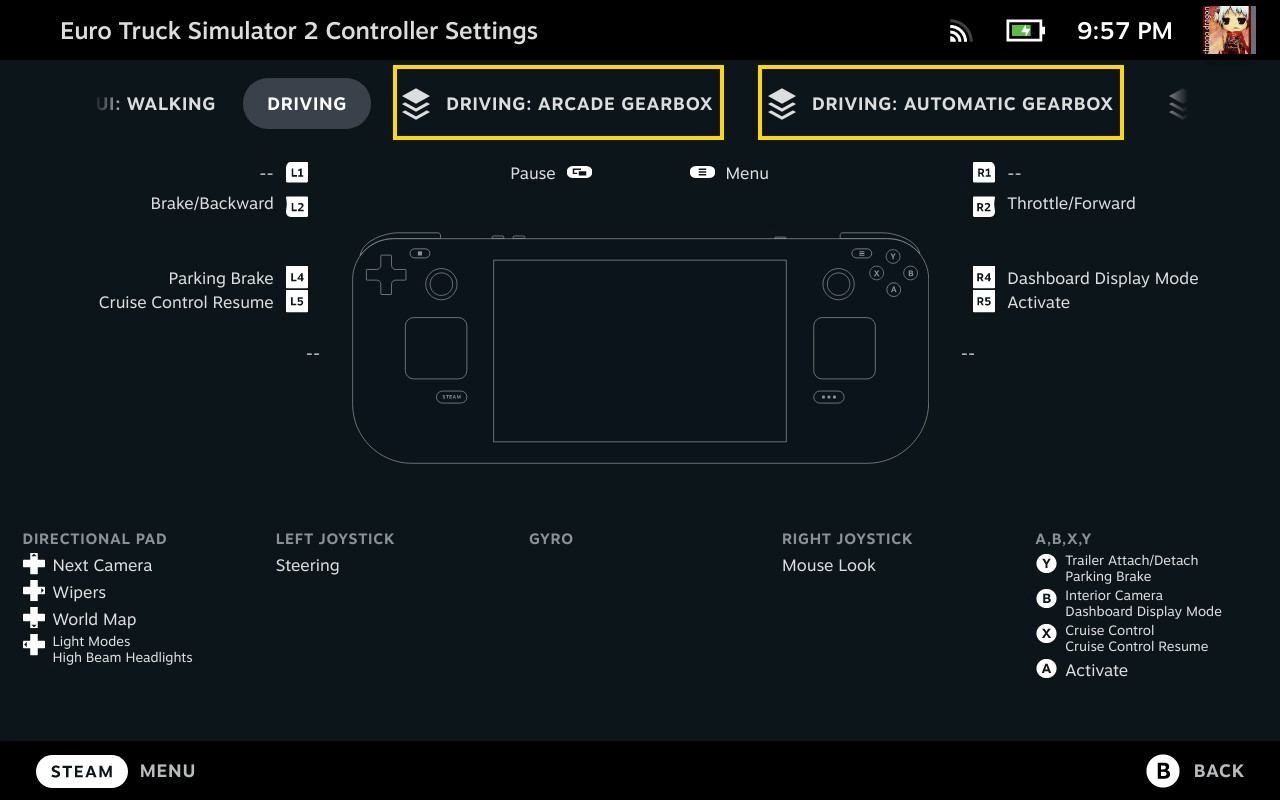 Euro Truck Simulator 2 Controller Settings
9:57 PM
UI: WALKING
DRIVING
DRIVING: ARCADE GEARBOX
DRIVING: AUTOMATIC GEARBOX
-- L1
Brake/Backward L2
Parking Brake L4
Cruise Control Resume L5
--
Pause
Menu
R1 --
R2 Throttle/Forward
R4 Dashboard Display Mode
R5 Activate
--
Y
X
B
A
STEAM
DIRECTIONAL PAD
Next Camera
Wipers
World Map
Light Modes
High Beam Headlights
LEFT JOYSTICK
Steering
GYRO
RIGHT JOYSTICK
Mouse Look
A,B,X,Y
Y Trailer Attach/Detach
Parking Brake
B Interior Camera
Dashboard Display Mode
X Cruise Control
Cruise Control Resume
A Activate
STEAM MENU
B BACK